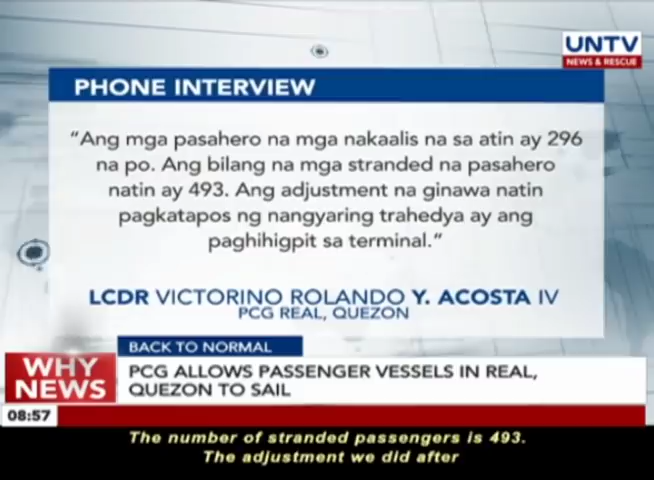 UNTV
NEWS & RESCUE
PHONE INTERVIEW
“Ang mga pasahero na mga nakaalis na sa atin ay 296
na po. Ang bilang na mga stranded na pasahero
natin ay 493. Ang adjustment na ginawa natin
pagkatapos ng nangyaring trahedya ay ang
paghihigpit sa terminal.”
LCDR VICTORINO ROLANDO Y. ACOSTA IV
PCG REAL, QUEZON
BACK TO NORMAL
WHY
NEWS
PCG ALLOWS PASSENGER VESSELS IN REAL,
QUEZON TO SAIL
08:57
The number of stranded passengers is 493.
The adjustment we did after